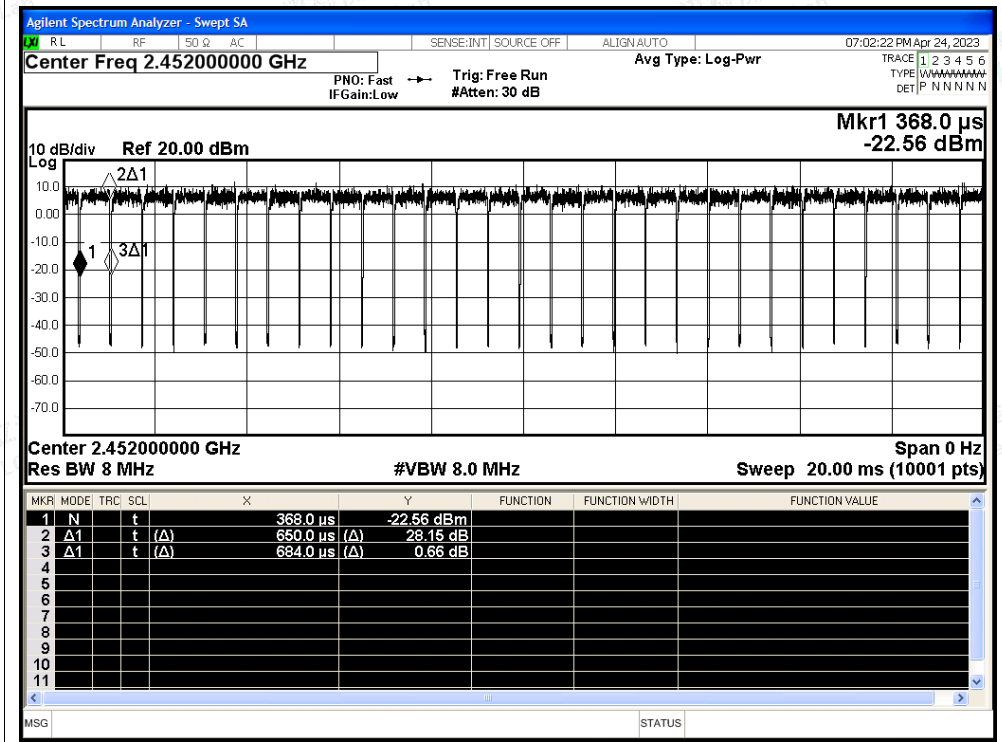 Agilent Spectrum Analyzer - Swept SA
LXI RL RF 50 Ω AC SENSE:INT SOURCE OFF ALIGN AUTO 07:02:22 PM Apr 24, 2023
Center Freq 2.452000000 GHz Avg Type: Log-Pwr TRACE 1 2 3 4 5 6
PNO: Fast Trig: Free Run TYPE WWWWWW
IFGain:Low #Atten: 30 dB DET P N N N N N
Mkr1 368.0 µs
10 dB/div Ref 20.00 dBm -22.56 dBm
Log
2Δ1
10.0
0.00
-10.0
1 3Δ1
-20.0
-30.0
-40.0
-50.0
-60.0
-70.0
Center 2.452000000 GHz Span 0 Hz
Res BW 8 MHz #VBW 8.0 MHz Sweep 20.00 ms (10001 pts)
MKR MODE TRC SCL X Y FUNCTION FUNCTION WIDTH FUNCTION VALUE
1 N t 368.0 µs -22.56 dBm
2 Δ1 t (Δ) 650.0 µs (Δ) 28.15 dB
3 Δ1 t (Δ) 684.0 µs (Δ) 0.66 dB
4
5
6
7
8
9
10
11
MSG STATUS